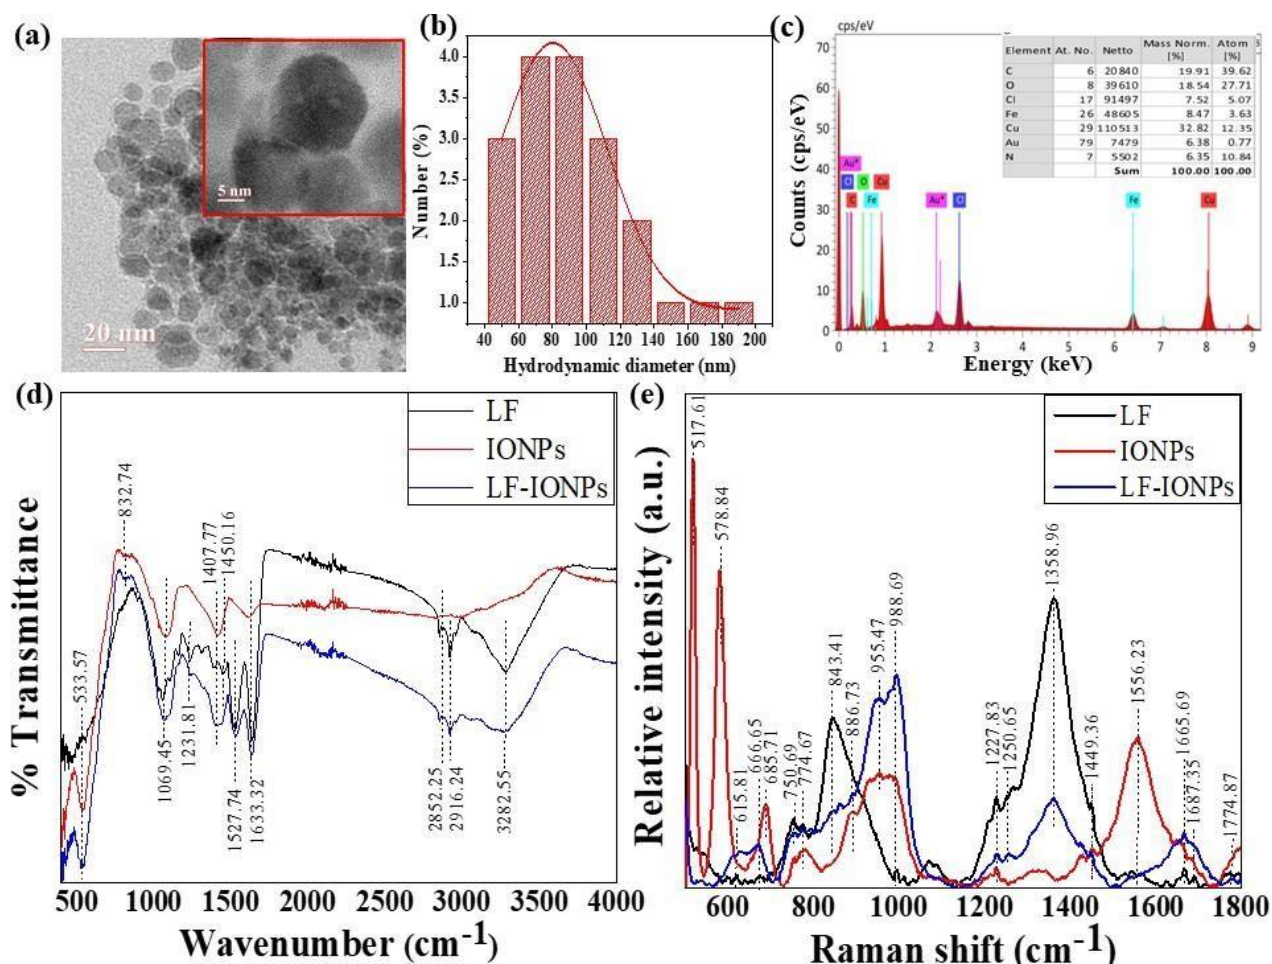 (a)
5 nm
20 nm
(b)
Number (%)
4.0
3.5
3.0
2.5
2.0
1.5
1.0
40 60 80 100 120 140 160 180 200
Hydrodynamic diameter (nm)
(c)
cps/eV
Counts (cps/eV)
70
60
50
40
30
20
10
0
Element At. No. Netto Mass Norm. [%] Atom [%]
C 6 20840 19.91 39.62
O 8 39610 18.54 27.71
Cl 17 91497 7.52 5.07
Fe 26 48605 8.47 3.63
Cu 29 110513 32.82 12.35
Au 79 7479 6.38 0.77
N 7 5502 6.35 10.84
Sum 100.00 100.00
Au*
Cl O Cu
C Fe
Au* Cl
Fe
Cu
0 1 2 3 4 5 6 7 8 9
Energy (keV)
(d)
% Transmittance
LF
IONPs
LF-IONPs
832.74
1407.77
1450.16
533.57
1069.45
1231.81
1527.74
1633.32
2852.25
2916.24
3282.55
500 1000 1500 2000 2500 3000 3500 4000
Wavenumber (cm-1)
(e)
Relative intensity (a.u.)
LF
IONPs
LF-IONPs
517.61
578.84
615.81
666.65
685.71
750.69
774.67
843.41
886.73
955.47
988.69
1227.83
1250.65
1358.96
1449.36
1556.23
1665.69
1687.35
1774.87
600 800 1000 1200 1400 1600 1800
Raman shift (cm-1)